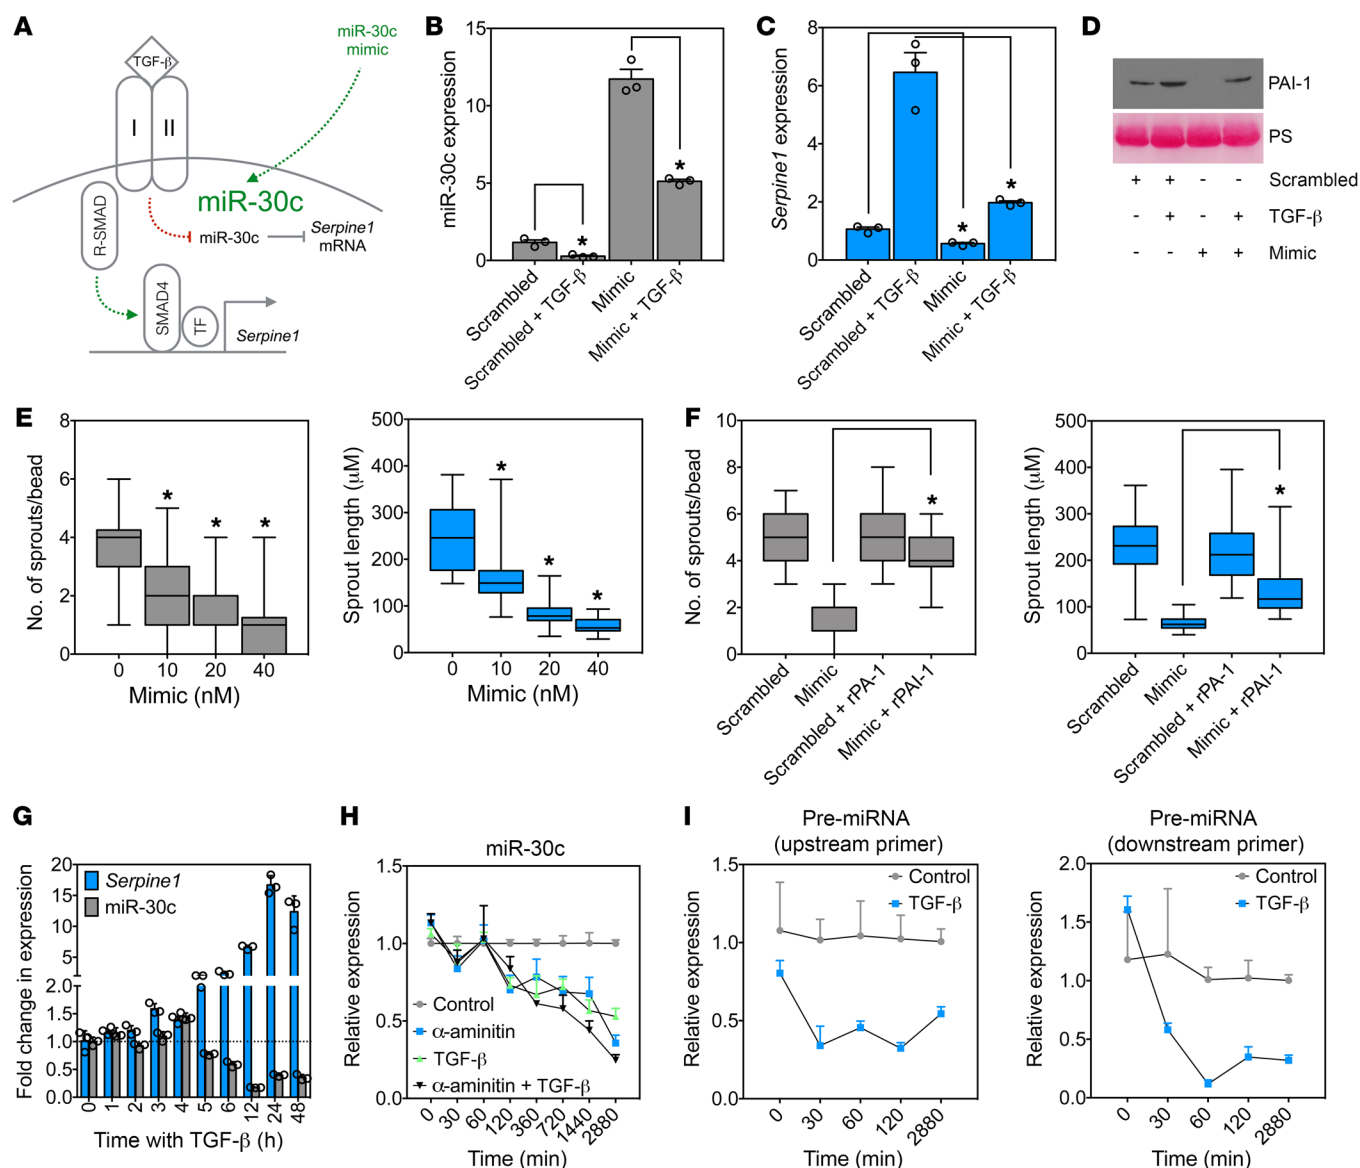 A
TGF-β
I
II
miR-30c
mimic
miR-30c
R-SMAD
miR-30c
Serpine1
mRNA
SMAD4
TF
Serpine1
B
miR-30c expression
15
10
5
0
*
*
Scrambled
Scrambled + TGF-β
Mimic
Mimic + TGF-β
C
Serpine1 expression
8
6
4
2
0
*
*
Scrambled
Scrambled + TGF-β
Mimic
Mimic + TGF-β
D
PAI-1
PS
+ + - - Scrambled
- + - + TGF-β
- - + + Mimic
E
No. of sprouts/bead
8
6
4
2
0
* * *
0 10 20 40
Mimic (nM)
Sprout length (μM)
500
400
300
200
100
0
* * *
0 10 20 40
Mimic (nM)
F
No. of sprouts/bead
10
8
6
4
2
0
*
Scrambled
Mimic
Scrambled + rPA-1
Mimic + rPAI-1
Sprout length (μM)
500
400
300
200
100
0
*
Scrambled
Mimic
Scrambled + rPA-1
Mimic + rPAI-1
G
Fold change in expression
20
15
10
5
2.0
1.5
1.0
0.5
0.0
Serpine1
miR-30c
0 1 2 3 4 5 6 12 24 48
Time with TGF-β (h)
H
miR-30c
Relative expression
1.5
1.0
0.5
0.0
Control
α-aminitin
TGF-β
α-aminitin + TGF-β
0 30 60 120 360 720 1440 2880
Time (min)
I
Pre-miRNA
(upstream primer)
Relative expression
1.5
1.0
0.5
0.0
Control
TGF-β
0 30 60 120 2880
Time (min)
Pre-miRNA
(downstream primer)
Relative expression
2.0
1.5
1.0
0.5
0.0
Control
TGF-β
0 30 60 120 2880
Time (min)